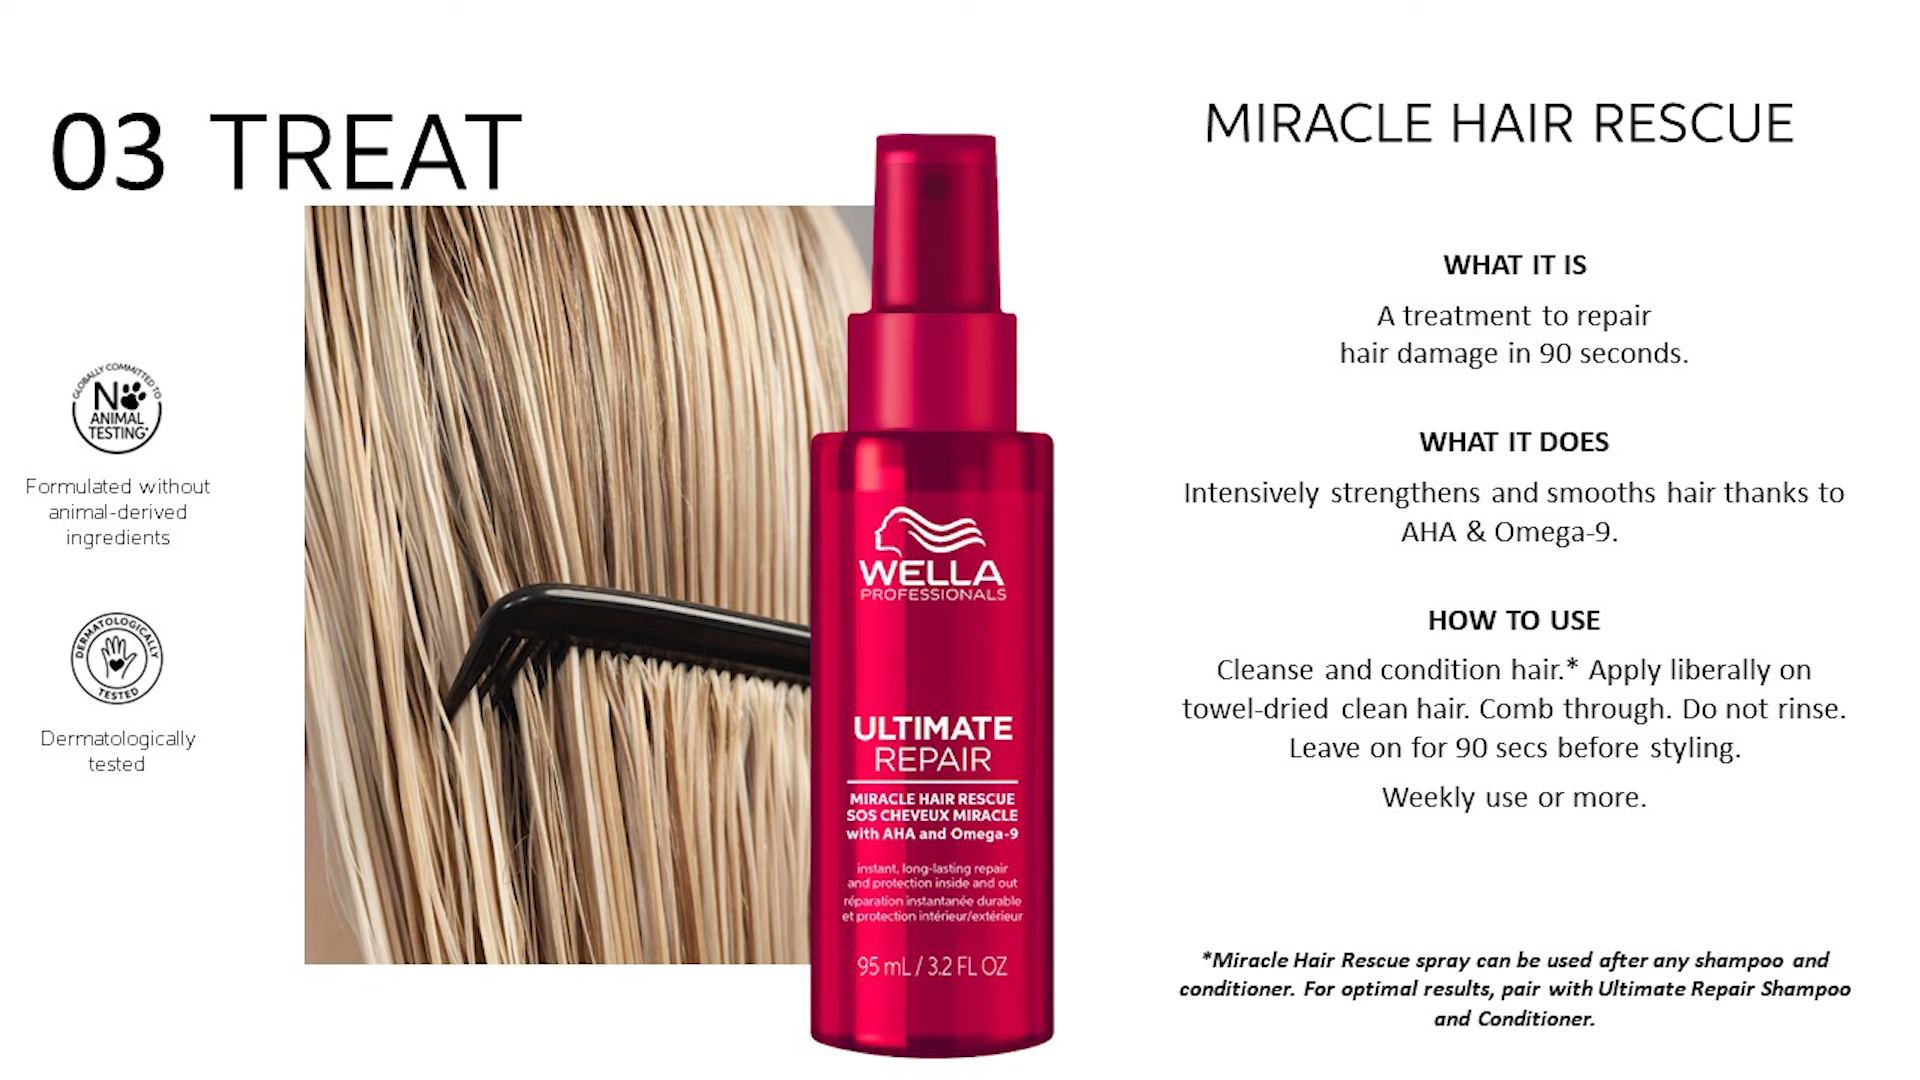 03 TREAT
GLOBALLY COMMITTED TO
NO
ANIMAL
TESTING*
Formulated without
animal-derived
ingredients
DERMATOLOGICALLY
TESTED
Dermatologically
tested
WELLA
PROFESSIONALS
ULTIMATE
REPAIR
MIRACLE HAIR RESCUE
SOS CHEVEUX MIRACLE
with AHA and Omega-9
instant, long-lasting repair
and protection inside and out
réparation instantanée durable
et protection intérieur/extérieur
95 mL / 3.2 FL OZ
MIRACLE HAIR RESCUE
WHAT IT IS
A treatment to repair
hair damage in 90 seconds.
WHAT IT DOES
Intensively strengthens and smooths hair thanks to
AHA & Omega-9.
HOW TO USE
Cleanse and condition hair.* Apply liberally on
towel-dried clean hair. Comb through. Do not rinse.
Leave on for 90 secs before styling.
Weekly use or more.
*Miracle Hair Rescue spray can be used after any shampoo and
conditioner. For optimal results, pair with Ultimate Repair Shampoo
and Conditioner.